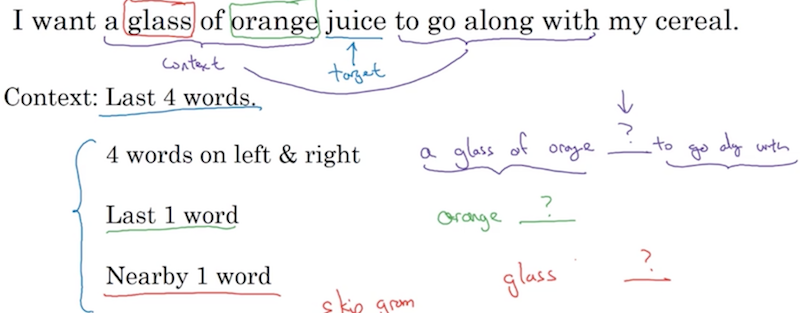 I want a glass of orange juice to go along with my cereal.
context
target
Context: Last 4 words.
4 words on left & right a glass of orange ? to go alg with
Last 1 word orange ?
Nearby 1 word glass ?
skip gram